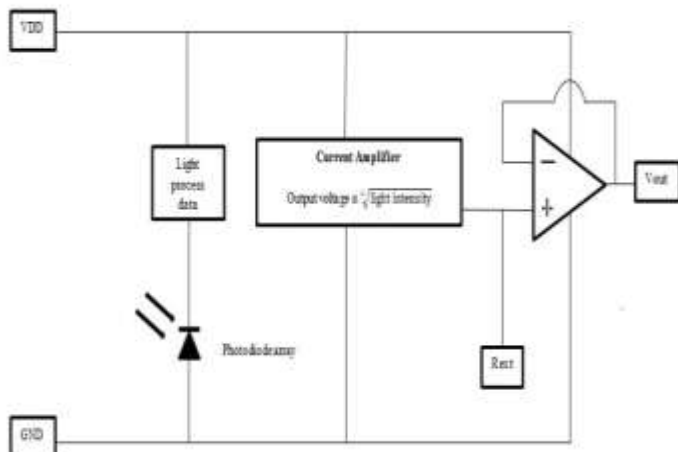 VDD
Light
process
data
Current Amplifier
Output voltage α √light intensity
−
+
Vout
Photodiode array
Rext
GND